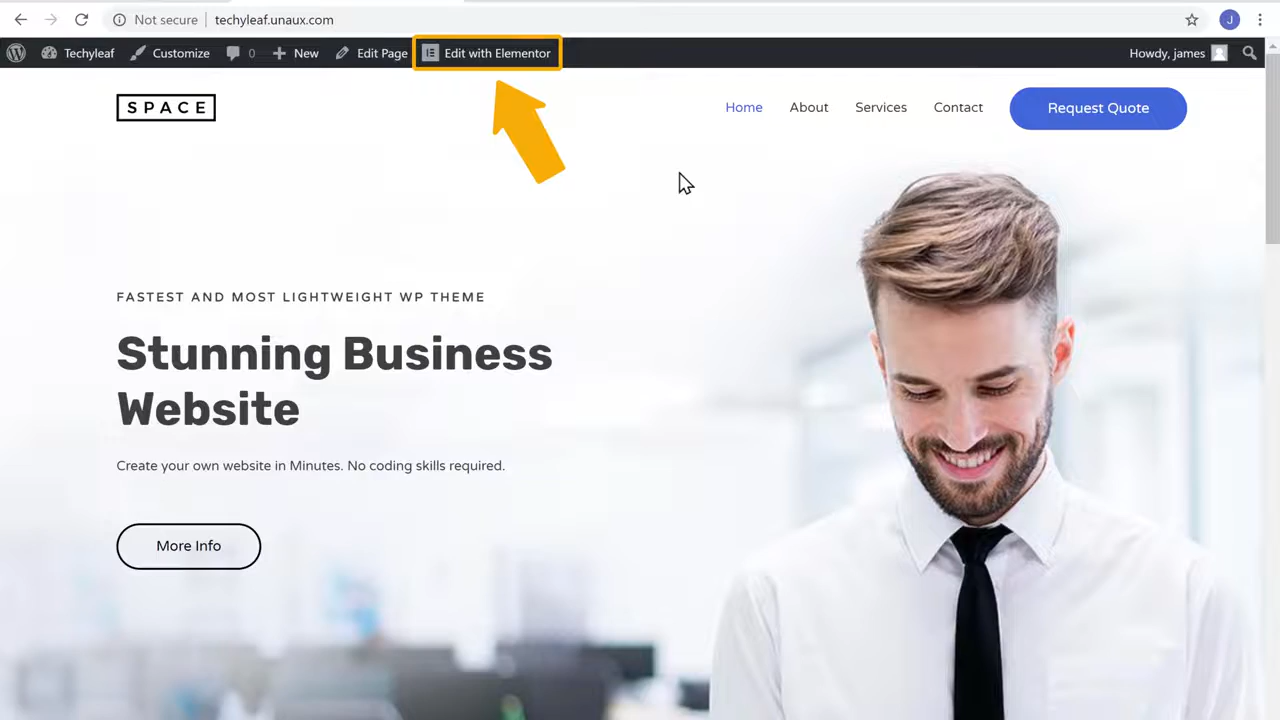 Not secure techyleaf.unaux.com J
Techyleaf Customize 0 New Edit Page Edit with Elementor Howdy, james
SPACE Home About Services Contact Request Quote
FASTEST AND MOST LIGHTWEIGHT WP THEME
Stunning Business
Website
Create your own website in Minutes. No coding skills required.
More Info